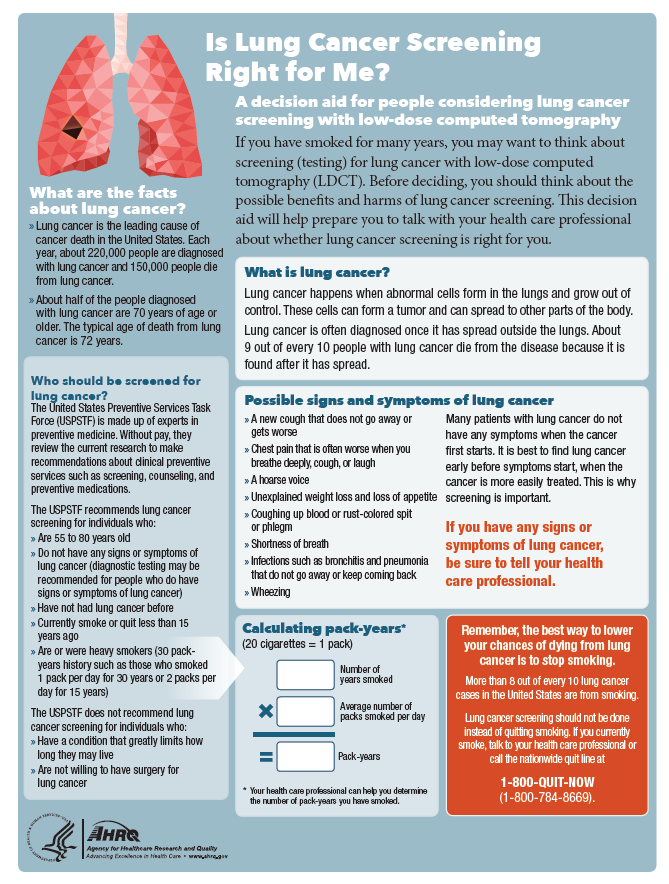 Is Lung Cancer Screening
Right for Me?
A decision aid for people considering lung cancer
screening with low-dose computed tomography
If you have smoked for many years, you may want to think about
screening (testing) for lung cancer with low-dose computed
tomography (LDCT). Before deciding, you should think about the
possible benefits and harms of lung cancer screening. This decision
aid will help prepare you to talk with your health care professional
about whether lung cancer screening is right for you.
What are the facts
about lung cancer?
» Lung cancer is the leading cause of
cancer death in the United States. Each
year, about 220,000 people are diagnosed
with lung cancer and 150,000 people die
from lung cancer.
» About half of the people diagnosed
with lung cancer are 70 years of age or
older. The typical age of death from lung
cancer is 72 years.
Who should be screened for
lung cancer?
The United States Preventive Services Task
Force (USPSTF) is made up of experts in
preventive medicine. Without pay, they
review the current research to make
recommendations about clinical preventive
services such as screening, counseling, and
preventive medications.
The USPSTF recommends lung cancer
screening for individuals who:
» Are 55 to 80 years old
» Do not have any signs or symptoms of
lung cancer (diagnostic testing may be
recommended for people who do have
signs or symptoms of lung cancer)
» Have not had lung cancer before
» Currently smoke or quit less than 15
years ago
» Are or were heavy smokers (30 pack-
years history such as those who smoked
1 pack per day for 30 years or 2 packs per
day for 15 years)
The USPSTF does not recommend lung
cancer screening for individuals who:
» Have a condition that greatly limits how
long they may live
» Are not willing to have surgery for
lung cancer
What is lung cancer?
Lung cancer happens when abnormal cells form in the lungs and grow out of
control. These cells can form a tumor and can spread to other parts of the body.
Lung cancer is often diagnosed once it has spread outside the lungs. About
9 out of every 10 people with lung cancer die from the disease because it is
found after it has spread.
Possible signs and symptoms of lung cancer
» A new cough that does not go away or
gets worse
» Chest pain that is often worse when you
breathe deeply, cough, or laugh
» A hoarse voice
» Unexplained weight loss and loss of appetite
» Coughing up blood or rust-colored spit
or phlegm
» Shortness of breath
» Infections such as bronchitis and pneumonia
that do not go away or keep coming back
» Wheezing
Many patients with lung cancer do not
have any symptoms when the cancer
first starts. It is best to find lung cancer
early before symptoms start, when the
cancer is more easily treated. This is why
screening is important.
If you have any signs or
symptoms of lung cancer,
be sure to tell your health
care professional.
Calculating pack-years*
(20 cigarettes = 1 pack)
Number of
years smoked
×
Average number of
packs smoked per day
=
Pack-years
* Your health care professional can help you determine
the number of pack-years you have smoked.
Remember, the best way to lower
your chances of dying from lung
cancer is to stop smoking.
More than 8 out of every 10 lung cancer
cases in the United States are from smoking.
Lung cancer screening should not be done
instead of quitting smoking. If you currently
smoke, talk to your health care professional or
call the nationwide quit line at
1-800-QUIT-NOW
(1-800-784-8669).
AHRQ
Agency for Healthcare Research and Quality
Advancing Excellence in Health Care • www.ahrq.gov